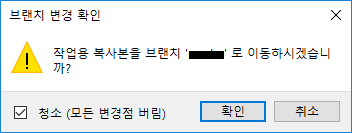 브랜치 변경 확인
작업용 복사본을 브랜치 '' 로 이동하시겠습니
까?
청소 (모든 변경점 버림)
확인
취소